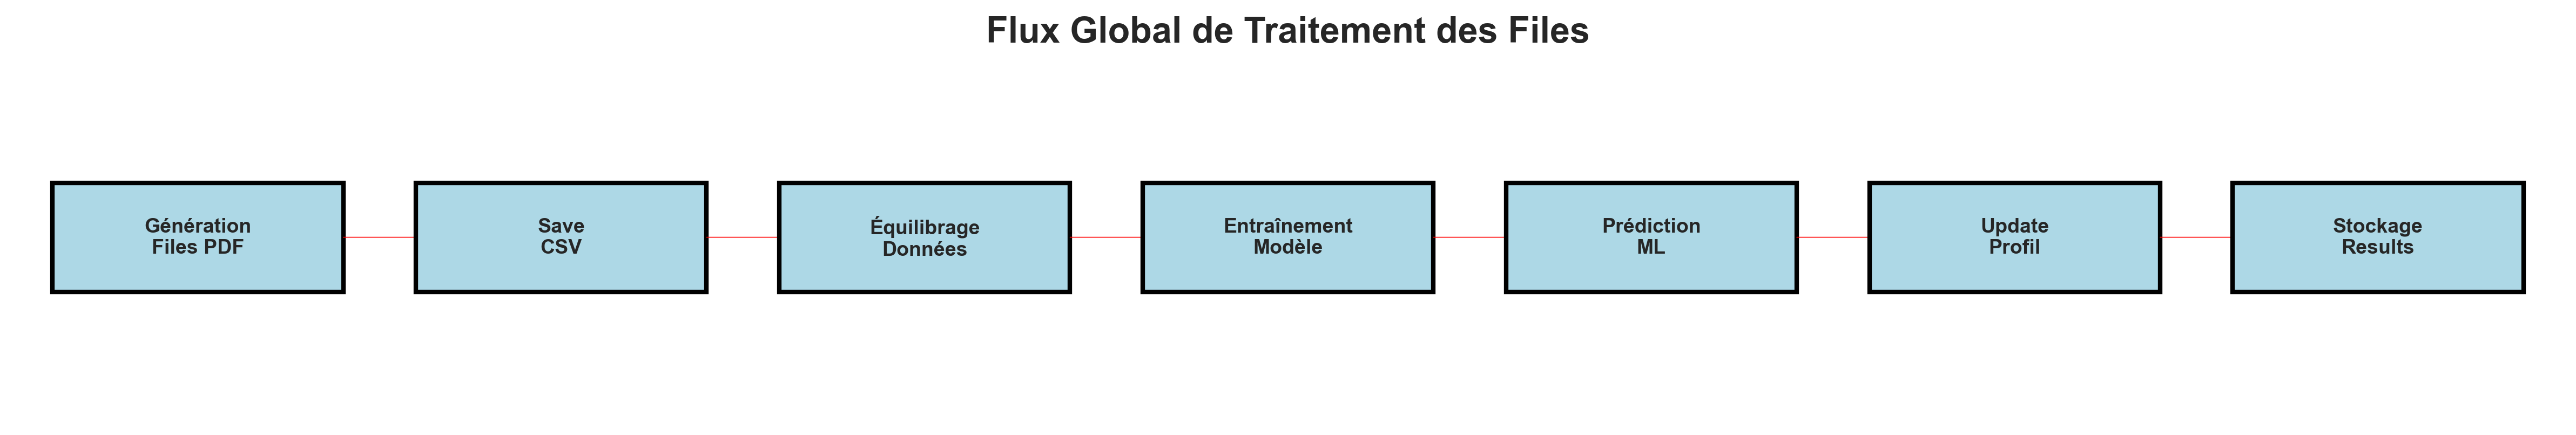 Flux Global de Traitement des Files
Génération
Files PDF
Save
CSV
Équilibrage
Données
Entraînement
Modèle
Prédiction
ML
Update
Profil
Stockage
Results